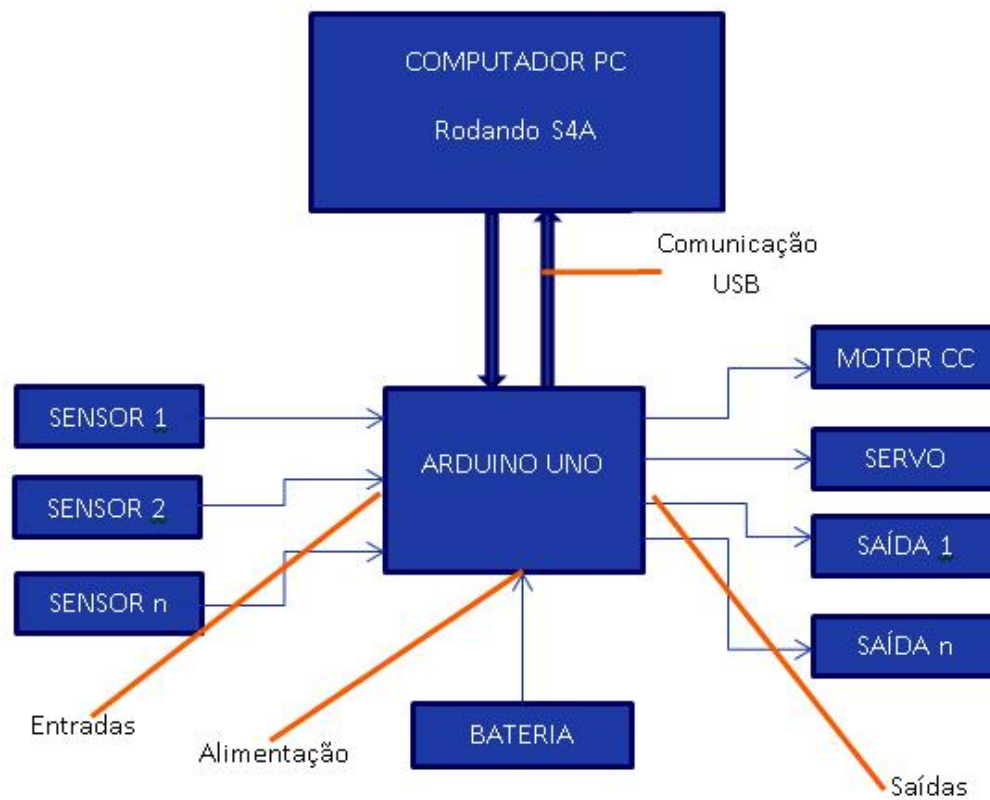 COMPUTADOR PC
Rodando S4A
Comunicação
USB
MOTOR CC
SENSOR 1
ARDUINO UNO
SERVO
SENSOR 2
SAÍDA 1
SENSOR n
SAÍDA n
Entradas
Alimentação
BATERIA
Saídas